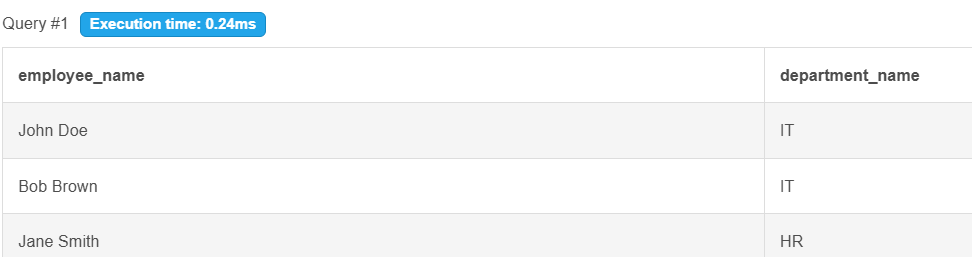 Query #1 Execution time: 0.24ms
employee_name department_name
John Doe IT
Bob Brown IT
Jane Smith HR